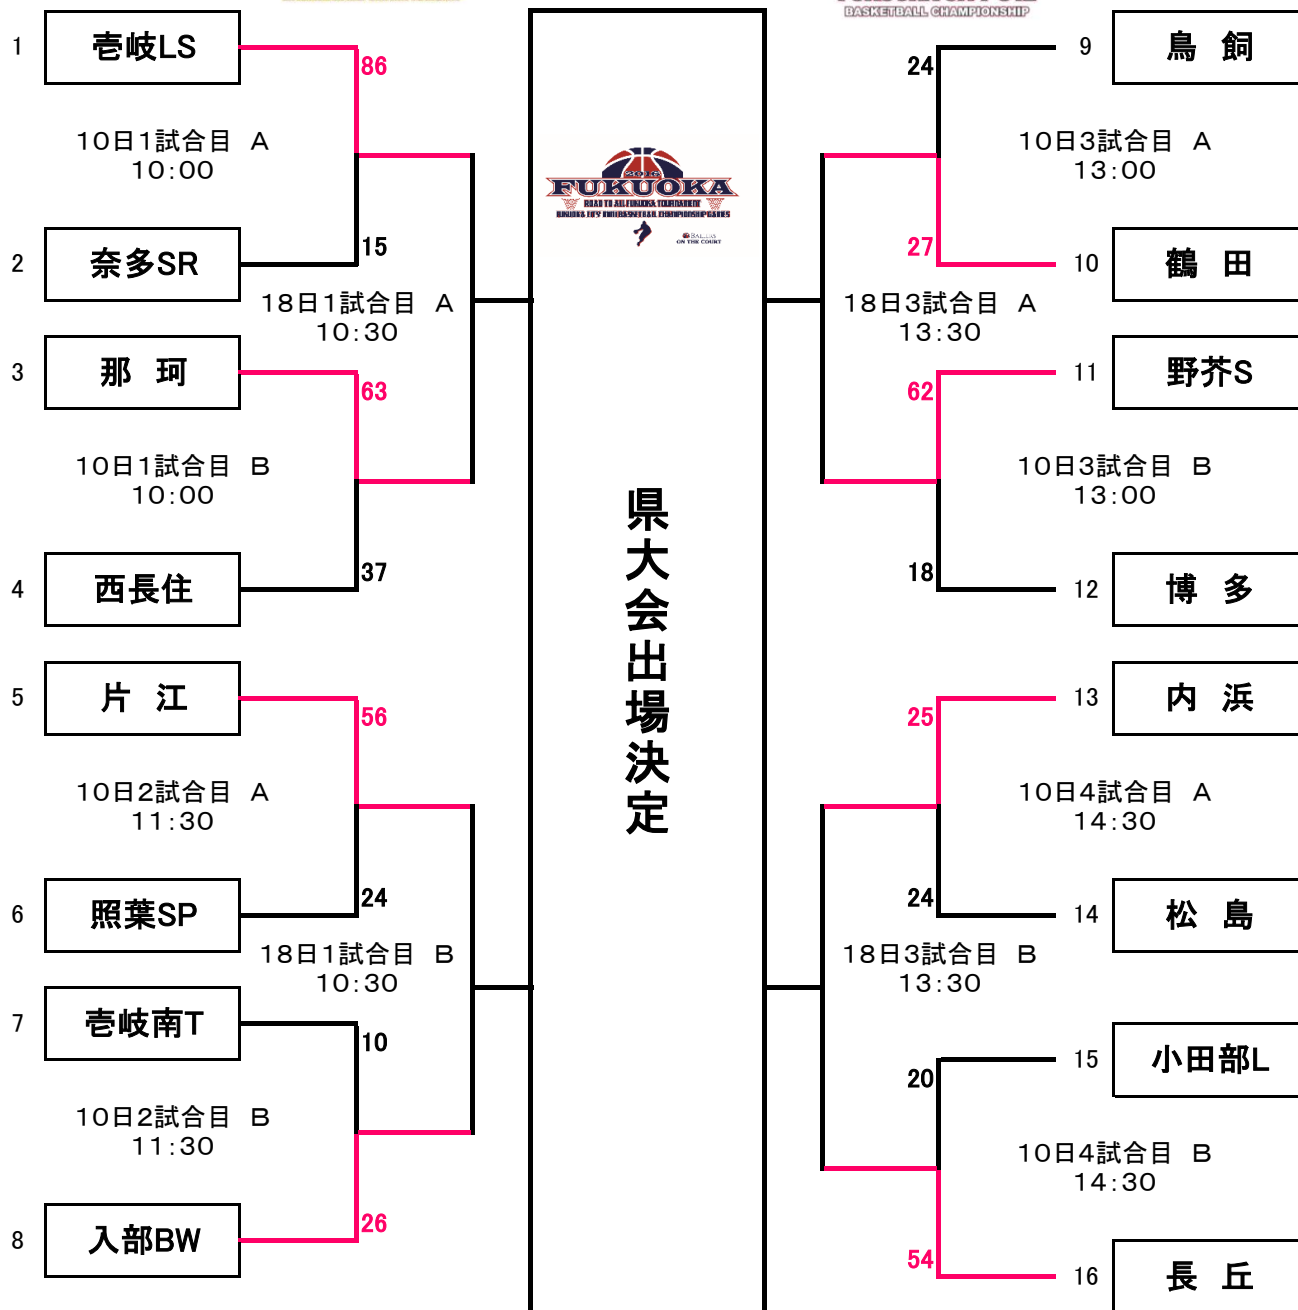 BASKETBALL CHAMPIONSHIP
1
壱岐LS
86
10日1試合目 A
10:00
15
2
奈多SR
18日1試合目 A
10:30
3
那 珂
63
10日1試合目 B
10:00
37
4
西長住
5
片 江
56
10日2試合目 A
11:30
24
6
照葉SP
18日1試合目 B
10:30
7
壱岐南T
10
10日2試合目 B
11:30
26
8
入部BW
2016
FUKUOKA
ROAD TO ALL FUKUOKA TOURNAMENT
BALLERS
ON THE COURT
県大会出場決定
24
9
鳥 飼
10日3試合目 A
13:00
27
10
鶴 田
18日3試合目 A
13:30
62
11
野芥S
10日3試合目 B
13:00
18
12
博 多
25
13
内 浜
10日4試合目 A
14:30
24
14
松 島
18日3試合目 B
13:30
20
15
小田部L
10日4試合目 B
14:30
54
16
長 丘